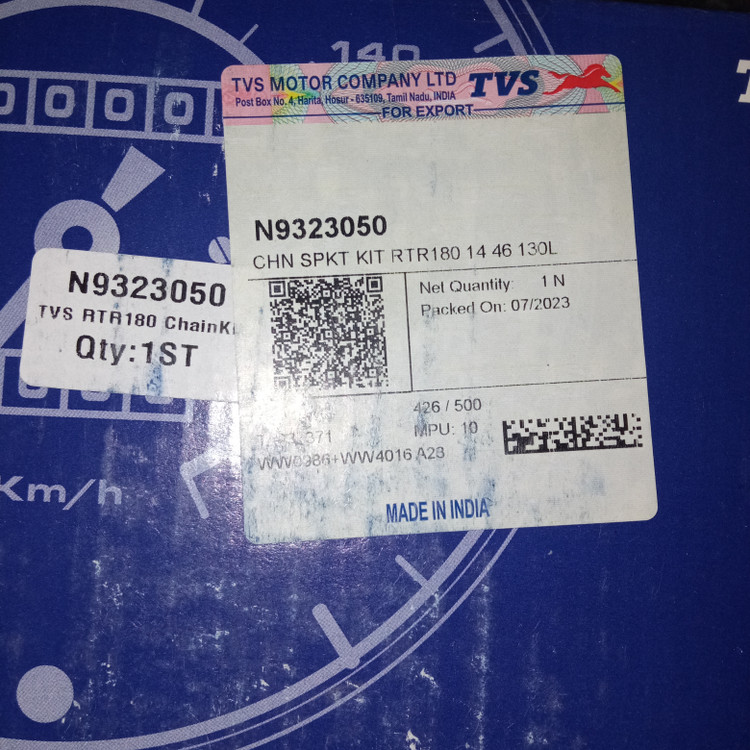 140
0000
TVS MOTOR COMPANY LTD TVS
Post Box No. 4, Harita, Hosur - 635109, Tamil Nadu, INDIA
FOR EXPORT
N9323050
CHN SPKT KIT RTR180 14 46 130L
Net Quantity: 1 N
Packed On: 07/2023
N9323050
TVS RTR180 ChainK
Qty:1ST
426 / 500
MPU: 10
WW0986+WW4016 A23
MADE IN INDIA
Km/h